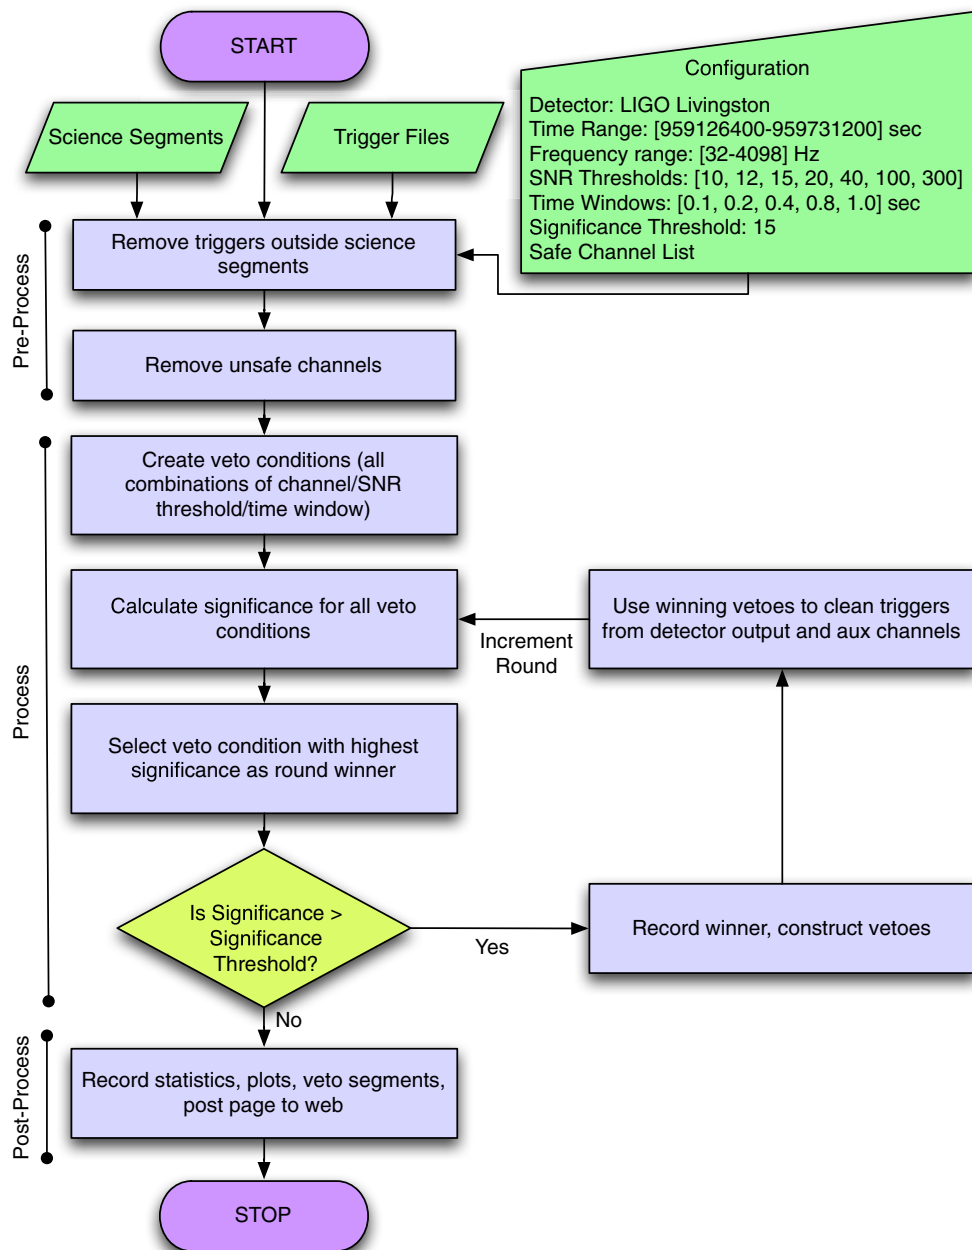 START
Science Segments
Trigger Files
Configuration
Detector: LIGO Livingston
Time Range: [959126400-959731200] sec
Frequency range: [32-4098] Hz
SNR Thresholds: [10, 12, 15, 20, 40, 100, 300]
Time Windows: [0.1, 0.2, 0.4, 0.8, 1.0] sec
Significance Threshold: 15
Safe Channel List
Pre-Process
Remove triggers outside science
segments
Remove unsafe channels
Process
Create veto conditions (all
combinations of channel/SNR
threshold/time window)
Calculate significance for all veto
conditions
Increment
Round
Use winning vetoes to clean triggers
from detector output and aux channels
Select veto condition with highest
significance as round winner
Is Significance >
Significance
Threshold?
Yes
Record winner, construct vetoes
No
Post-Process
Record statistics, plots, veto segments,
post page to web
STOP